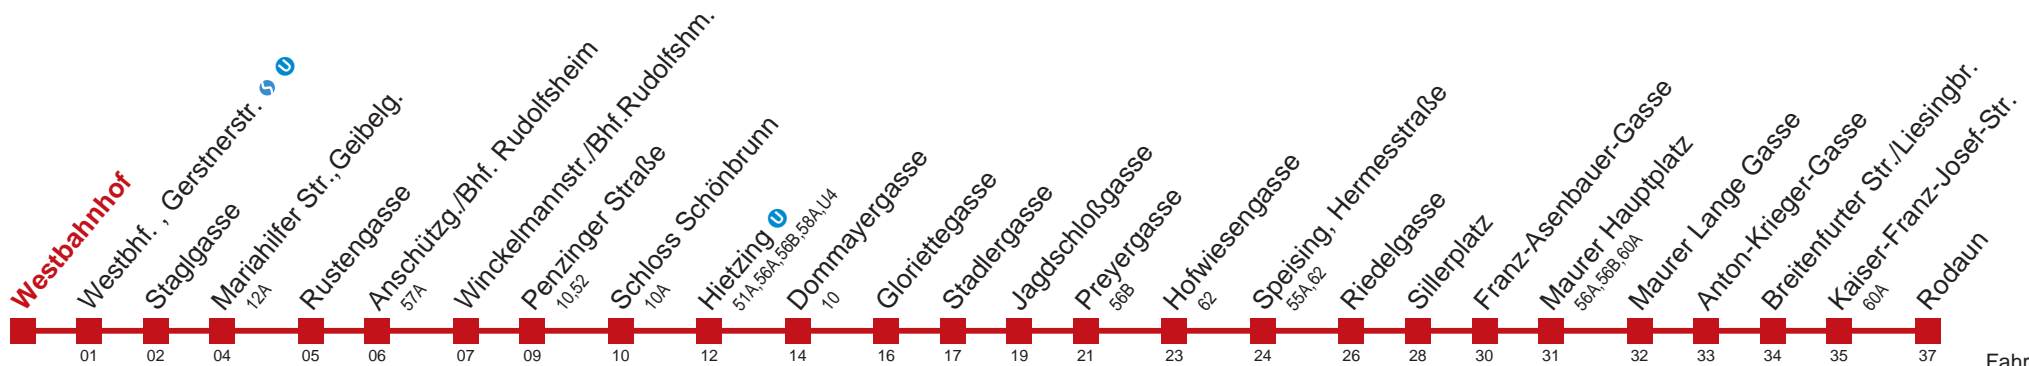 Westbahnhof
Westbhf. , Gerstnerstr. S U
Staglgasse
Mariahilfer Str.,Geibelg.
12A
Rustengasse
Anschützg./Bhf. Rudolfsheim
57A
Winckelmannstr./Bhf.Rudolfshm.
Penzinger Straße
10,52
Schloss Schönbrunn
10A
Hietzing U
51A,56A,56B,58A,U4
Dommayergasse
10
Gloriettegasse
Stadlergasse
Jagdschloßgasse
Preyergasse
56B
Hofwiesengasse
62
Speising, Hermesstraße
55A,62
Riedelgasse
Sillerplatz
Franz-Asenbauer-Gasse
Maurer Hauptplatz
56A,56B,60A
Maurer Lange Gasse
Anton-Krieger-Gasse
Breitenfurter Str./Liesingbr.
Kaiser-Franz-Josef-Str.
60A
Rodaun
01 02 04 05 06 07 09 10 12 14 16 17 19 21 23 24 26 28 30 31 32 33 34 35 37
Fahr